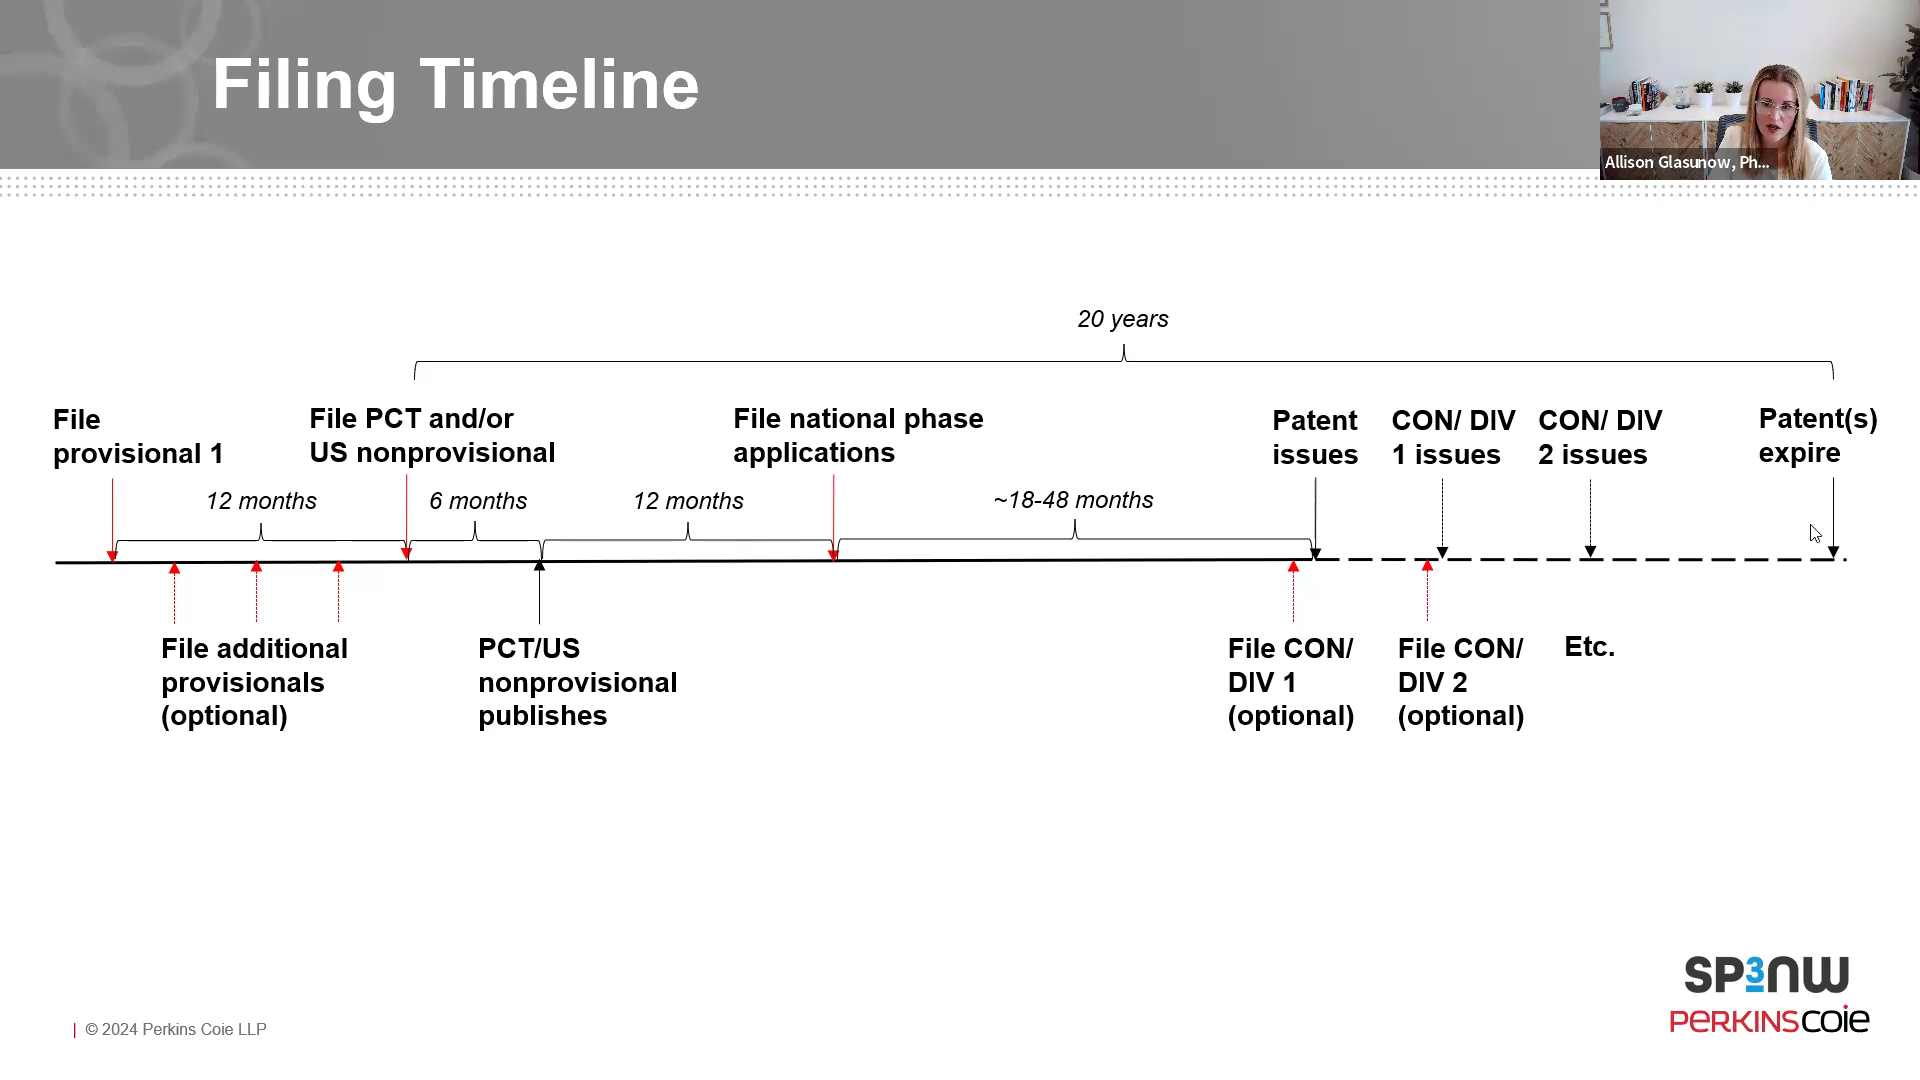 Filing Timeline
Allison Glasunow, Ph...
20 years
File
provisional 1
File PCT and/or
US nonprovisional
File national phase
applications
Patent
issues
CON/ DIV
1 issues
CON/ DIV
2 issues
Patent(s)
expire
12 months
6 months
12 months
~18-48 months
File additional
provisionals
(optional)
PCT/US
nonprovisional
publishes
File CON/
DIV 1
(optional)
File CON/
DIV 2
(optional)
Etc.
SP3NW
PERKINSCOIE
| © 2024 Perkins Coie LLP